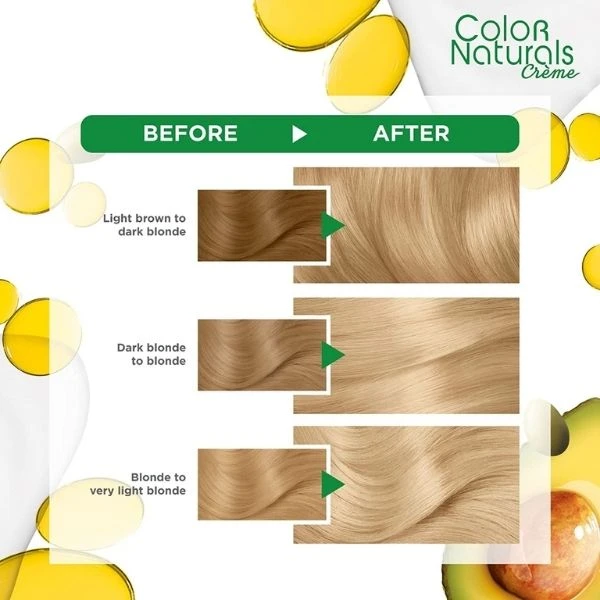 COLOR
Naturals
Crème
BEFORE ▶ AFTER
Light brown to
dark blonde
Dark blonde
to blonde
Blonde to
very light blonde